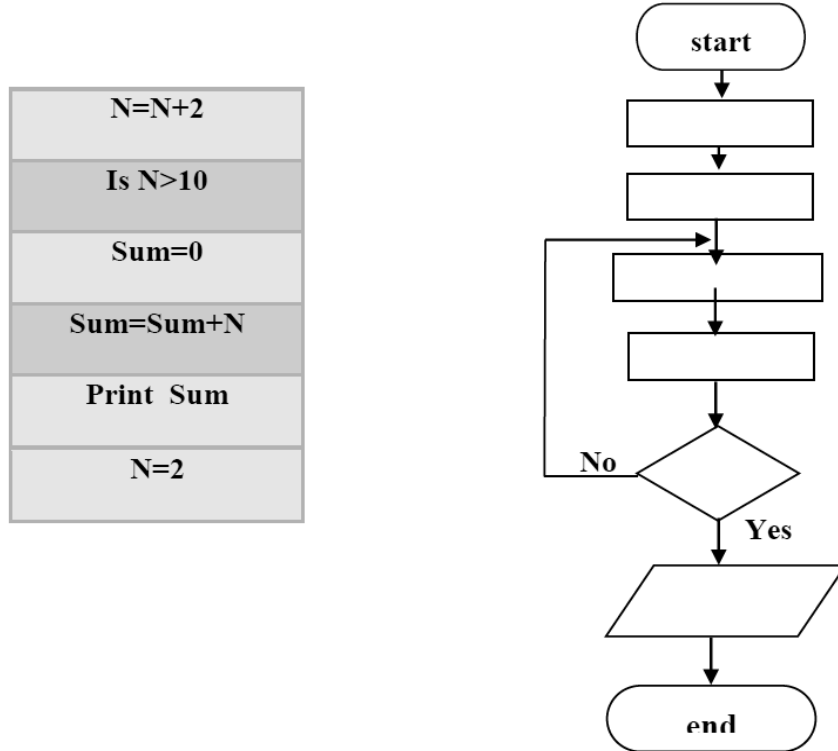 N=N+2
Is N>10
Sum=0
Sum=Sum+N
Print Sum
N=2
start
No
Yes
end